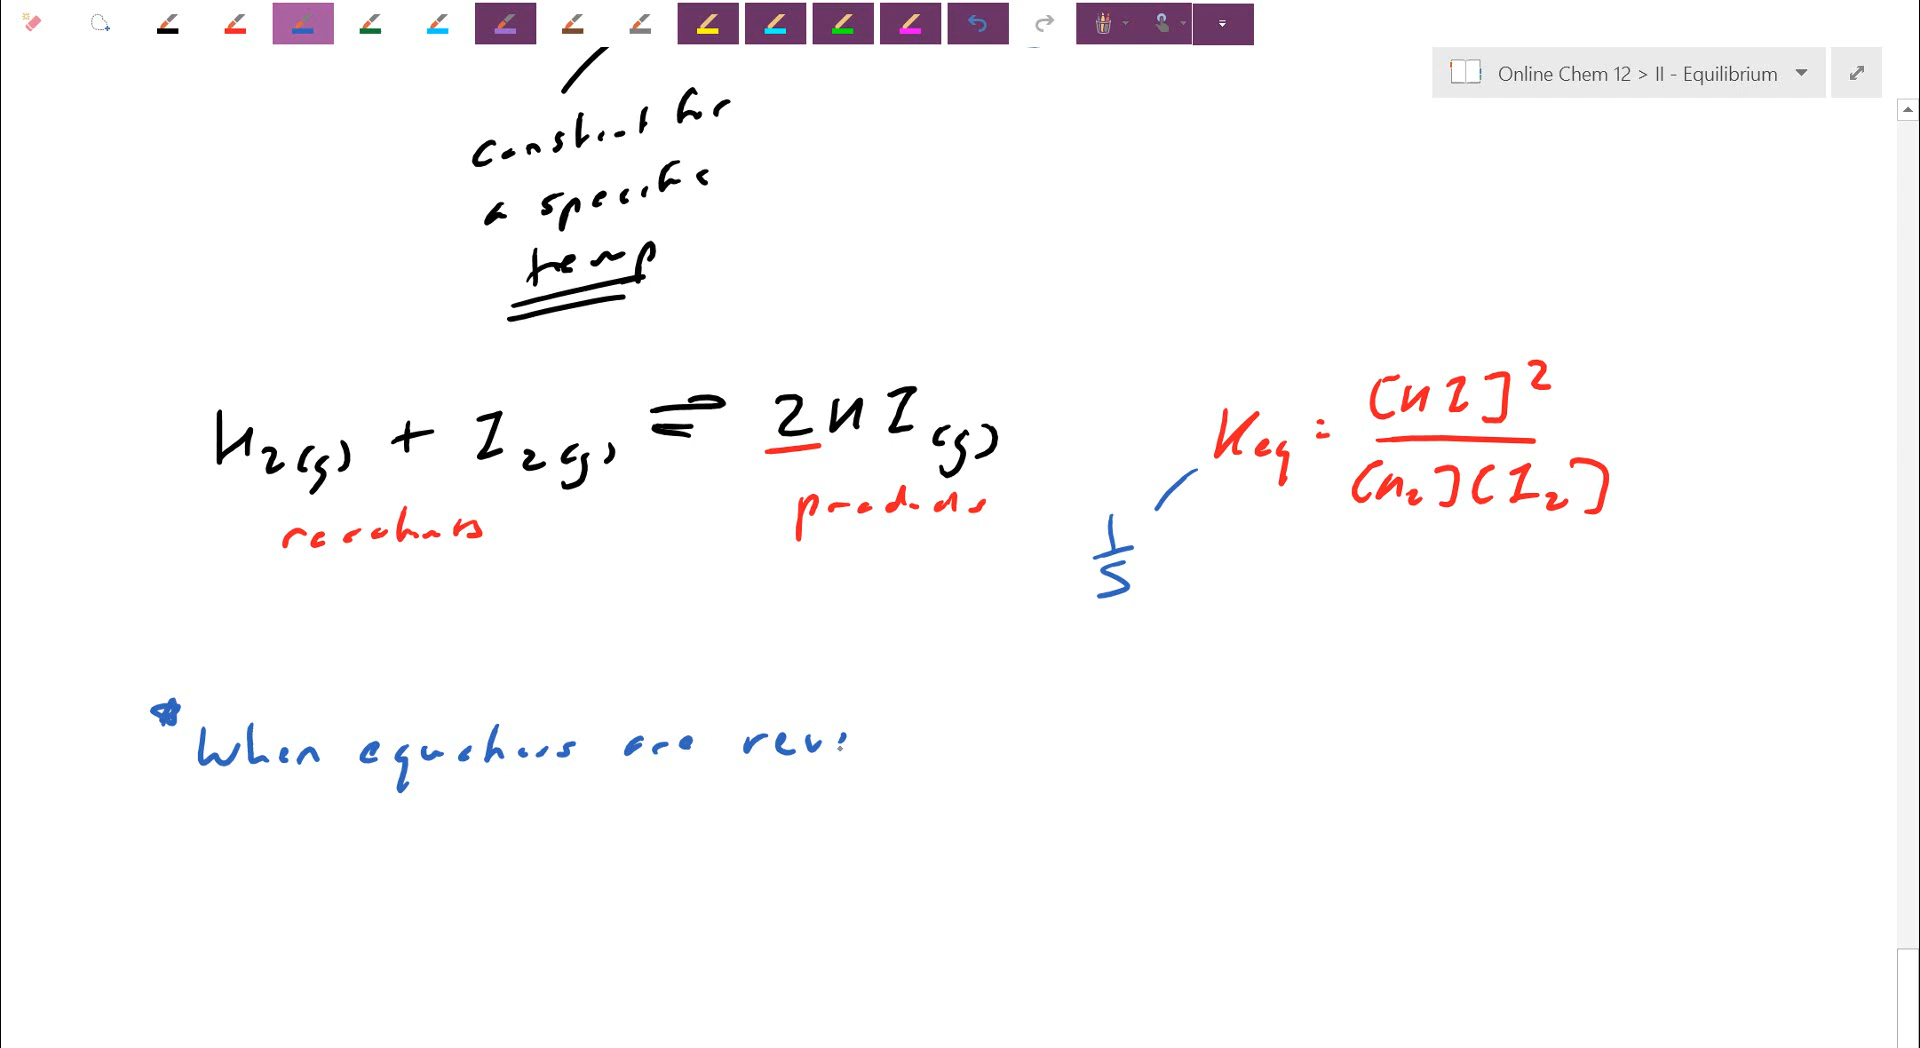 Online Chem 12 > II - Equilibrium
constant for
a specific
temp
H₂(g) + I₂(g) ⇌ 2HI(g)
reactants products
Keq = [HI]² / [H₂][I₂]
1/5
* When equations are rev